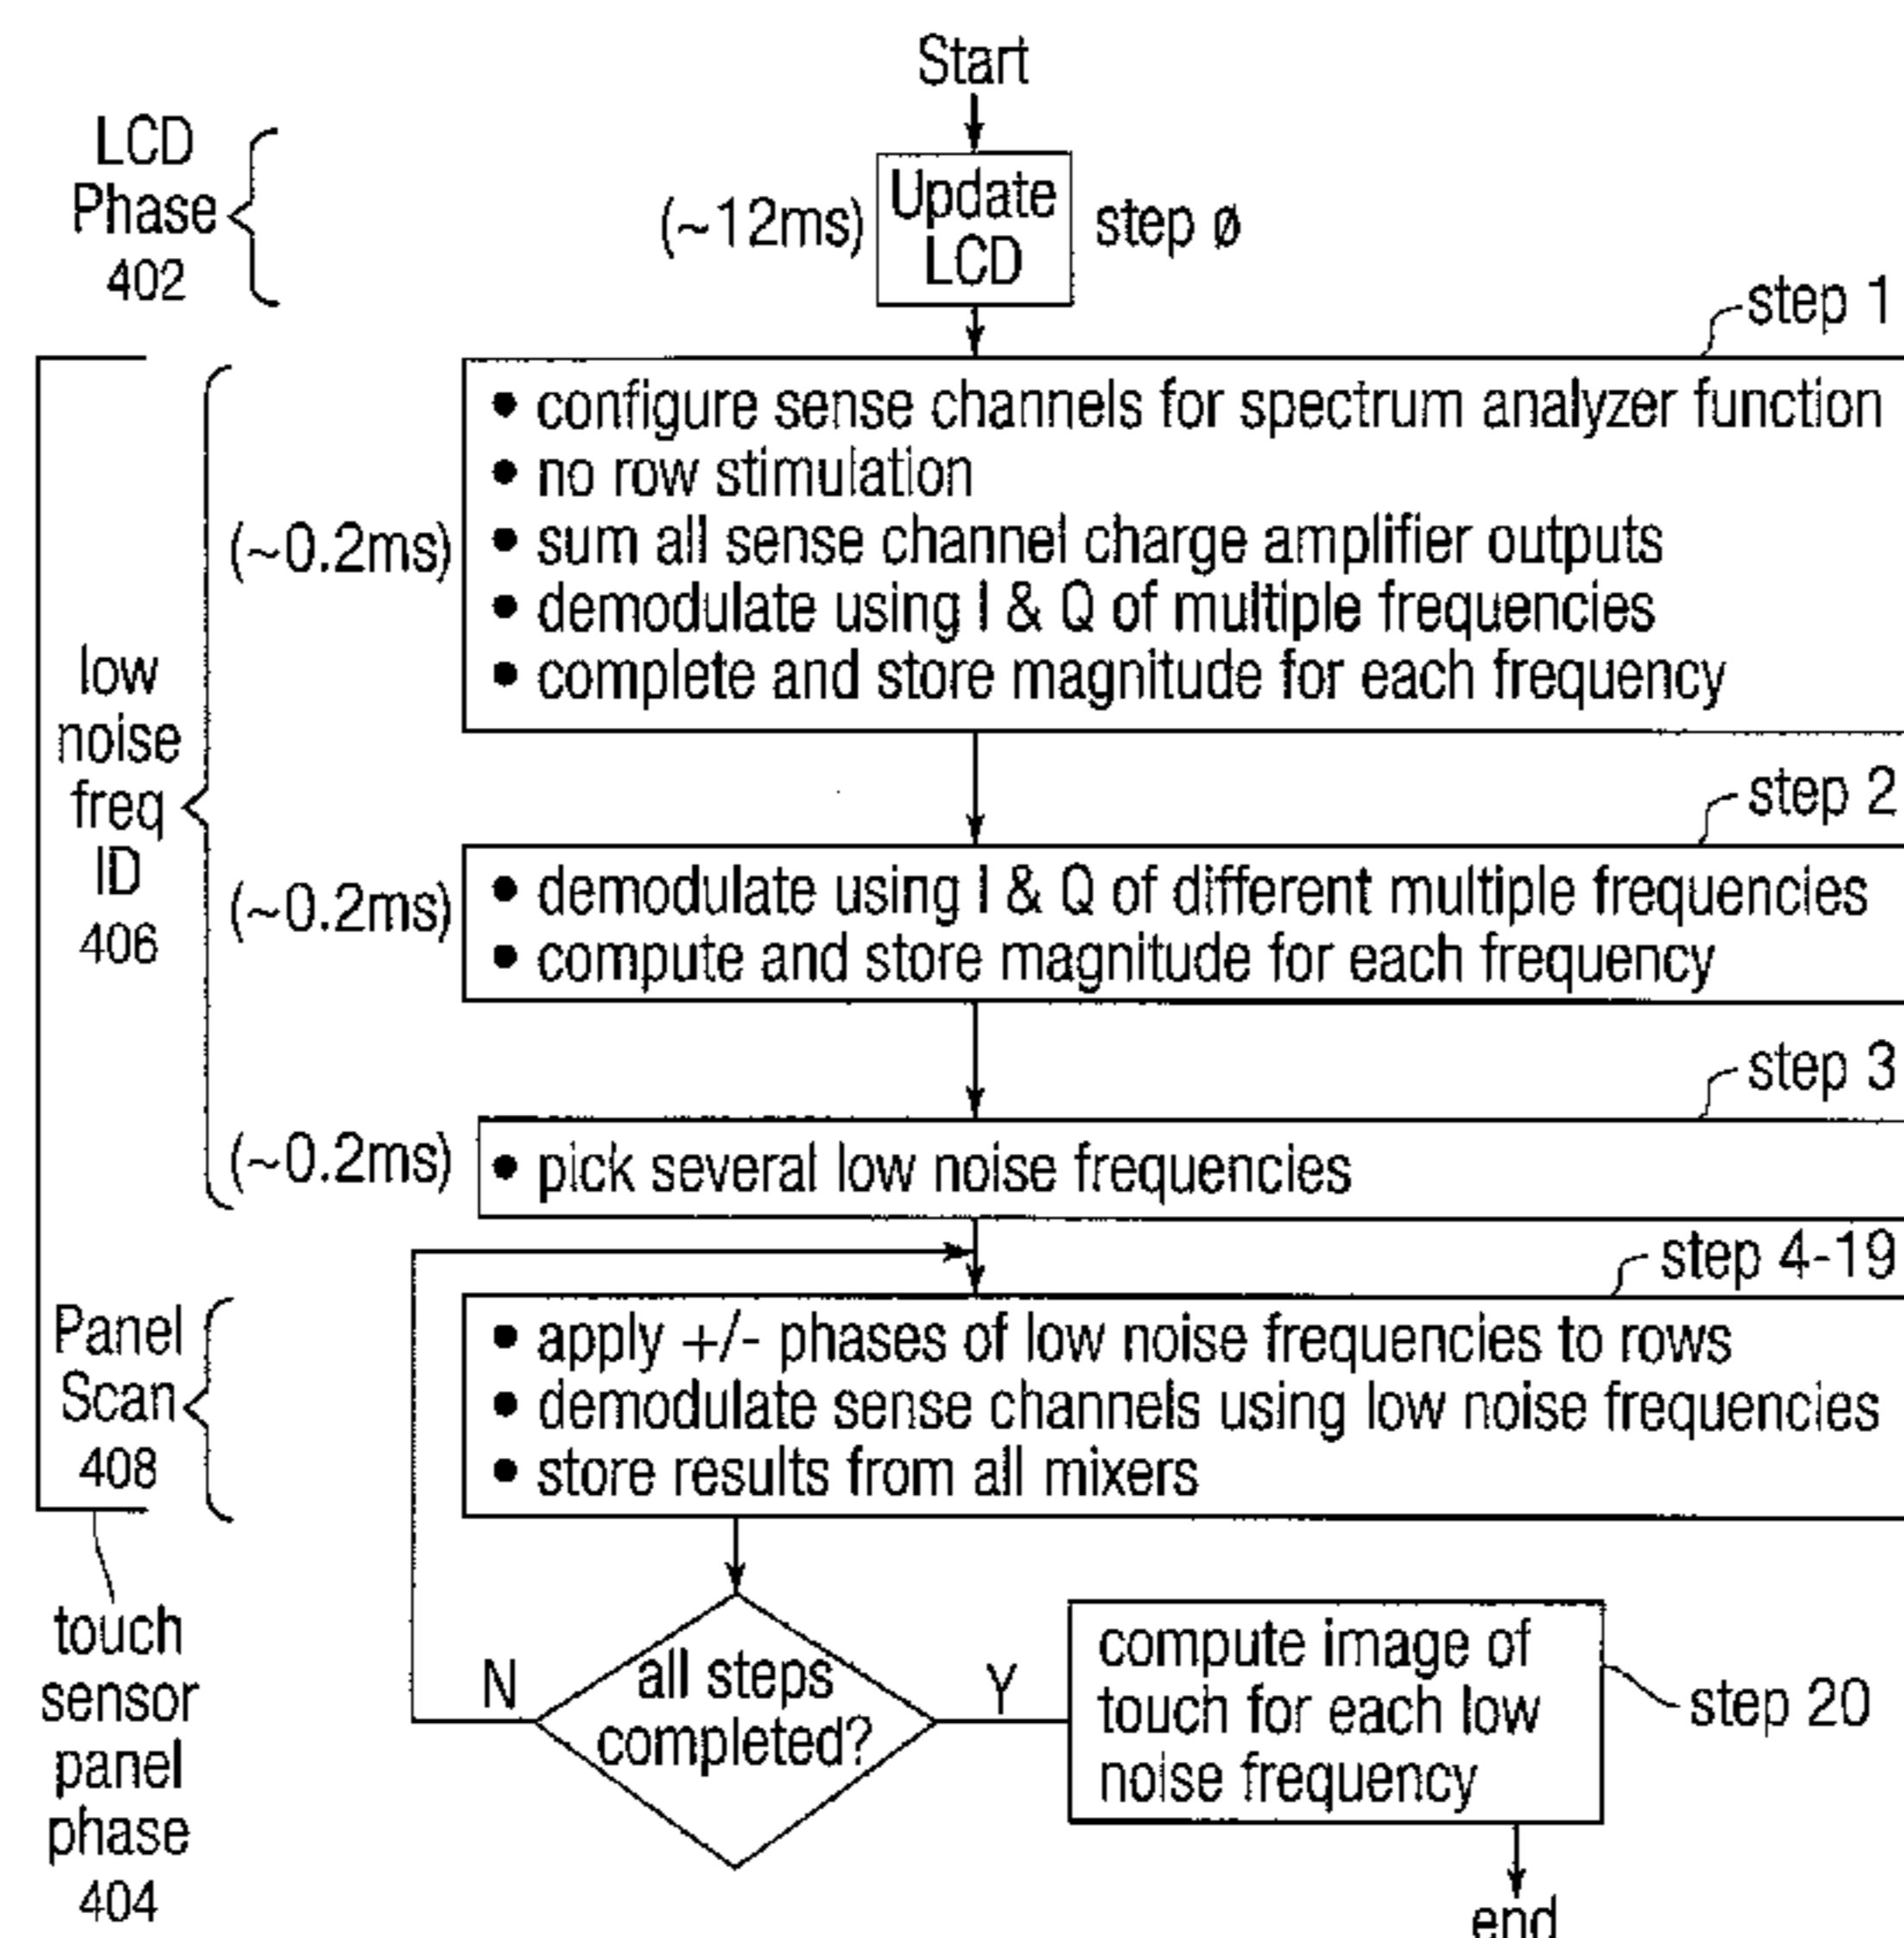 Start
LCD
Phase
402
(~12ms)
Update
LCD
step ø
step 1
• configure sense channels for spectrum analyzer function
• no row stimulation
• sum all sense channel charge amplifier outputs
• demodulate using I & Q of multiple frequencies
• complete and store magnitude for each frequency
(~0.2ms)
low
noise
freq
ID
406
step 2
(~0.2ms)
• demodulate using I & Q of different multiple frequencies
• compute and store magnitude for each frequency
step 3
(~0.2ms)
• pick several low noise frequencies
step 4-19
Panel
Scan
408
• apply +/- phases of low noise frequencies to rows
• demodulate sense channels using low noise frequencies
• store results from all mixers
touch
sensor
panel
phase
404
N
all steps
completed?
Y
compute image of
touch for each low
noise frequency
step 20
end